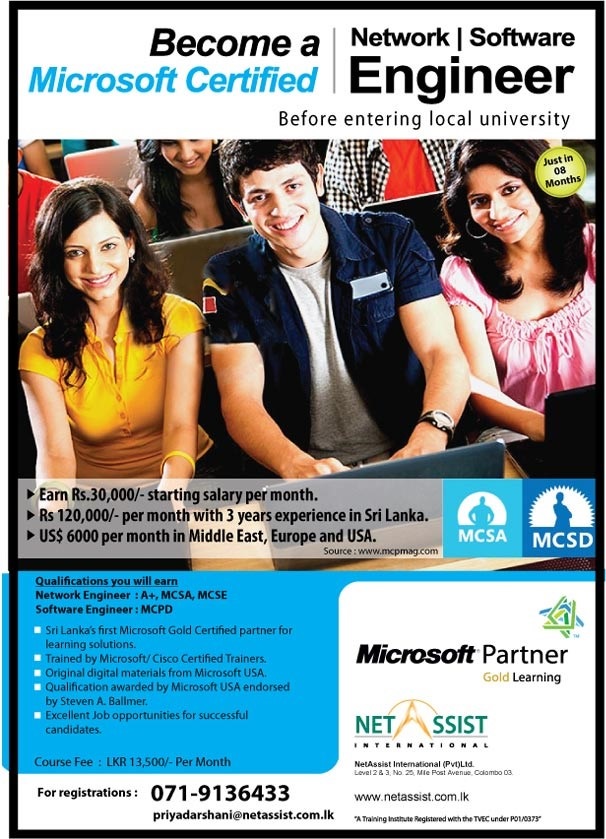 Become a
Microsoft Certified
Network | Software
Engineer
Before entering local university
Just in
08
Months
Earn Rs.30,000/- starting salary per month.
Rs 120,000/- per month with 3 years experience in Sri Lanka.
US$ 6000 per month in Middle East, Europe and USA.
Source : www.mcpmag.com
MCSA
MCSD
Qualifications you will earn
Network Engineer : A+, MCSA, MCSE
Software Engineer : MCPD
Sri Lanka's first Microsoft Gold Certified partner for
learning solutions.
Trained by Microsoft/ Cisco Certified Trainers.
Original digital materials from Microsoft USA.
Qualification awarded by Microsoft USA endorsed
by Steven A. Ballmer.
Excellent Job opportunities for successful
candidates.
Course Fee : LKR 13,500/- Per Month
For registrations : 071-9136433
priyadarshani@netassist.com.lk
TM
Microsoft Partner
Gold Learning
NETASSIST
INTERNATIONAL
NetAssist International (Pvt)Ltd.
Level 2 & 3, No. 25, Mile Post Avenue, Colombo 03.
www.netassist.com.lk
"A Training Institute Registered with the TVEC under P01/0373"